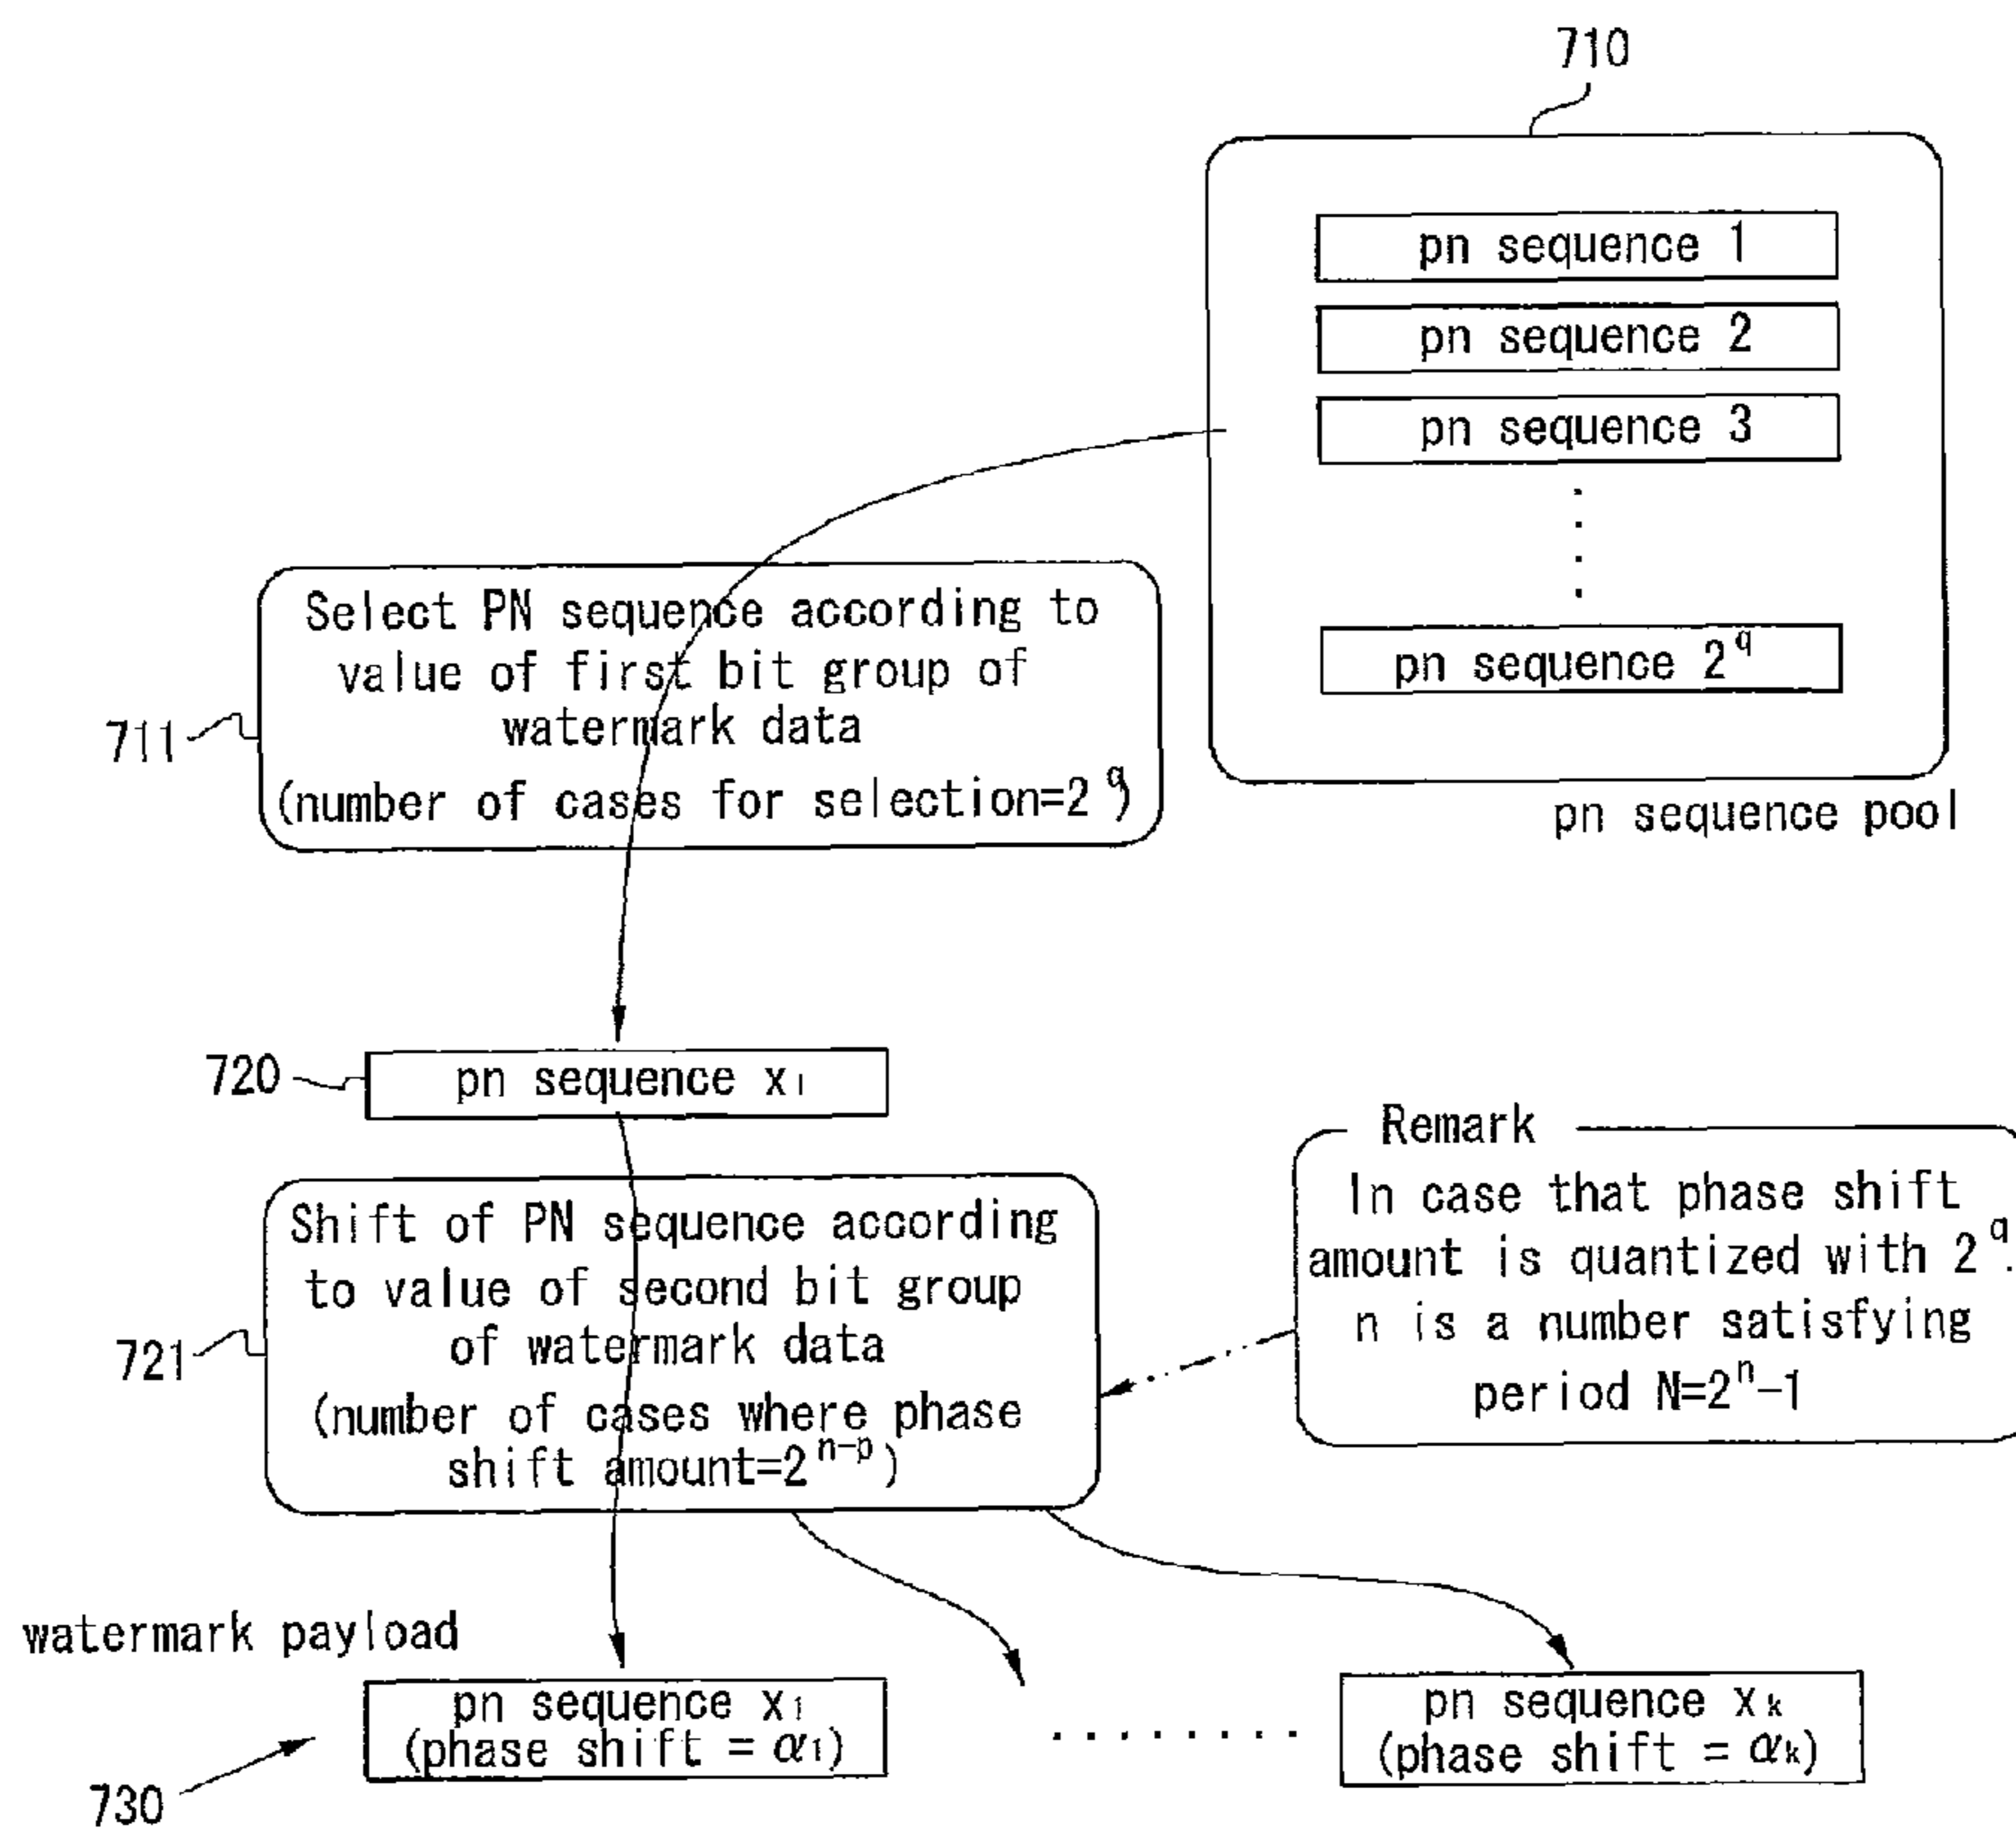 710
pn sequence 1
pn sequence 2
pn sequence 3
pn sequence 2^q
pn sequence pool
711
Select PN sequence according to
value of first bit group of
watermark data
(number of cases for selection=2^q)
720
pn sequence x₁
721
Shift of PN sequence according
to value of second bit group
of watermark data
(number of cases where phase
shift amount=2^n-p)
Remark
In case that phase shift
amount is quantized with 2^q.
n is a number satisfying
period N=2^n-1
watermark payload
730
pn sequence x₁
(phase shift = α₁)
........
pn sequence xₖ
(phase shift = αₖ)